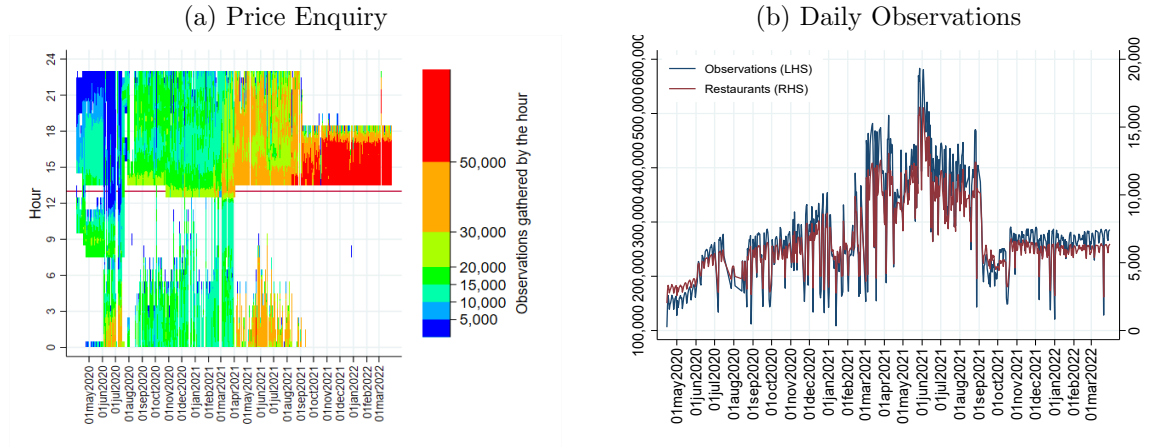 (a) Price Enquiry
(b) Daily Observations
24
21
18
15
12
9
6
3
0
Hour
01may2020
01jun2020
01jul2020
01aug2020
01sep2020
01oct2020
01nov2020
01dec2020
01jan2021
01feb2021
01mar2021
01apr2021
01may2021
01jun2021
01jul2021
01aug2021
01sep2021
01oct2021
01nov2021
01dec2021
01jan2022
01feb2022
01mar2022
50,000
30,000
20,000
15,000
10,000
5,000
Observations gathered by the hour
Observations (LHS)
Restaurants (RHS)
600,000
500,000
400,000
300,000
200,000
100,000
20,000
15,000
10,000
5,000
0
01may2020
01jun2020
01jul2020
01aug2020
01sep2020
01oct2020
01nov2020
01dec2020
01jan2021
01feb2021
01mar2021
01apr2021
01may2021
01jun2021
01jul2021
01aug2021
01sep2021
01oct2021
01nov2021
01dec2021
01jan2022
01feb2022
01mar2022